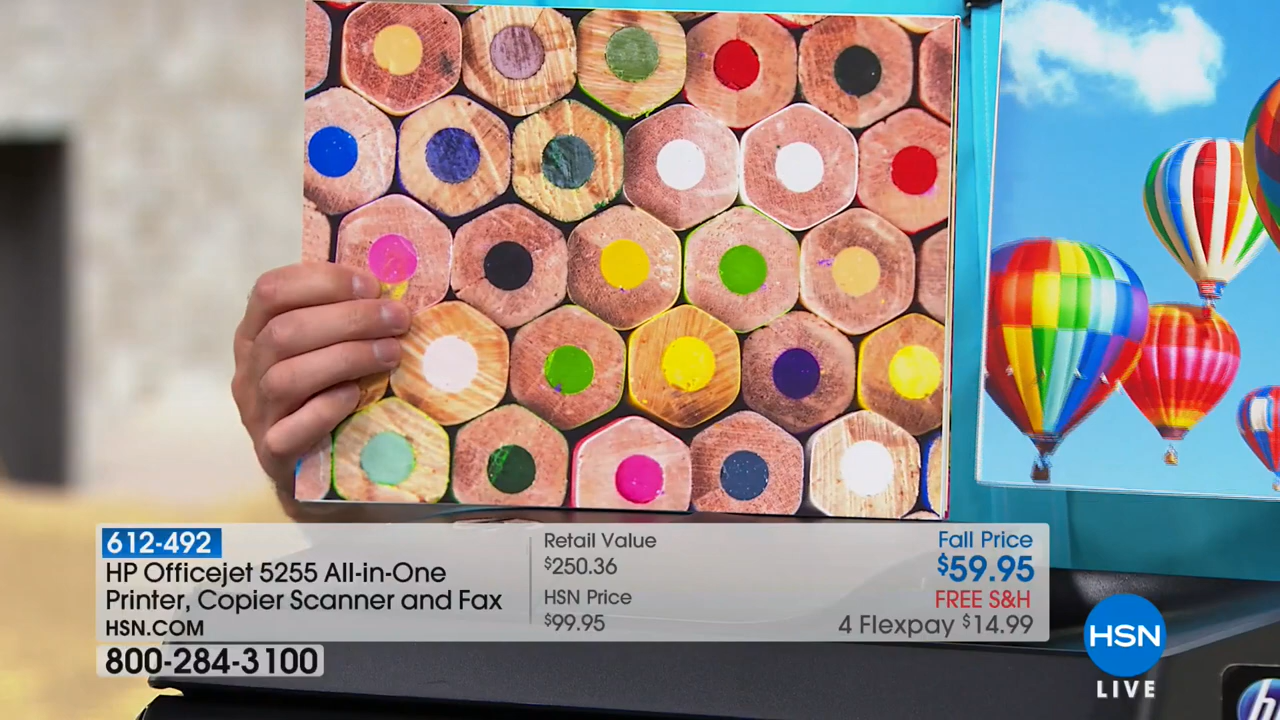 612-492
HP Officejet 5255 All-in-One
Printer, Copier Scanner and Fax
HSN.COM
800-284-3100
Retail Value
$250.36
HSN Price
$99.95
Fall Price
$59.95
FREE S&H
4 Flexpay $14.99
HSN
LIVE